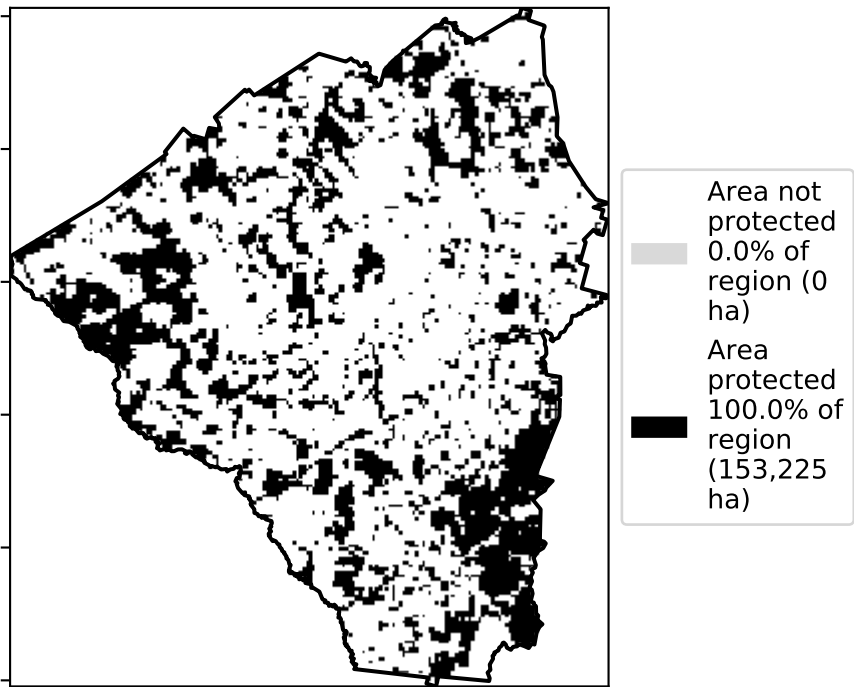 Area not
protected
0.0% of
region (0
ha)
Area
protected
100.0% of
region
(153,225
ha)